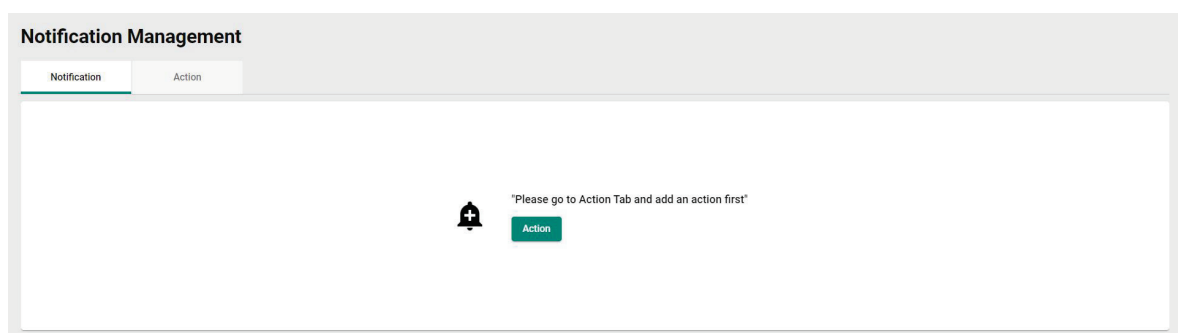 Notification Management
Notification Action
"Please go to Action Tab and add an action first"
Action